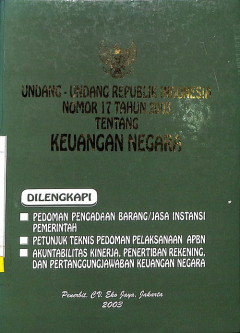 UNDANG - UNDANG REPUBLIK INDONESIA
NOMOR 17 TAHUN 2003
TENTANG
KEUANGAN NEGARA
DILENGKAPI
PEDOMAN PENGADAAN BARANG/JASA INSTANSI
PEMERINTAH
PETUNJUK TEKNIS PEDOMAN PELAKSANAAN APBN
AKUNTABILITAS KINERJA, PENERTIBAN REKENING,
DAN PERTANGGUNGJAWABAN KEUANGAN NEGARA
Penerbit. CV. Eko Jaya, Jakarta
2003